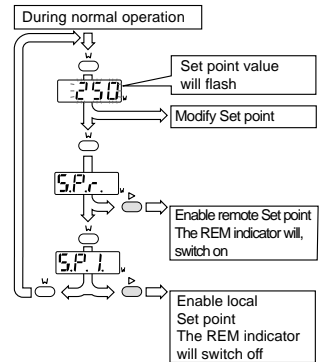 During normal operation
W
250
W
Set point value
will flash
Modify Set point
W
S.P.r.
W
Enable remote Set point
The REM indicator will,
switch on
W
S.P. 1.
W
W
Enable local
Set point
The REM indicator
will switch off